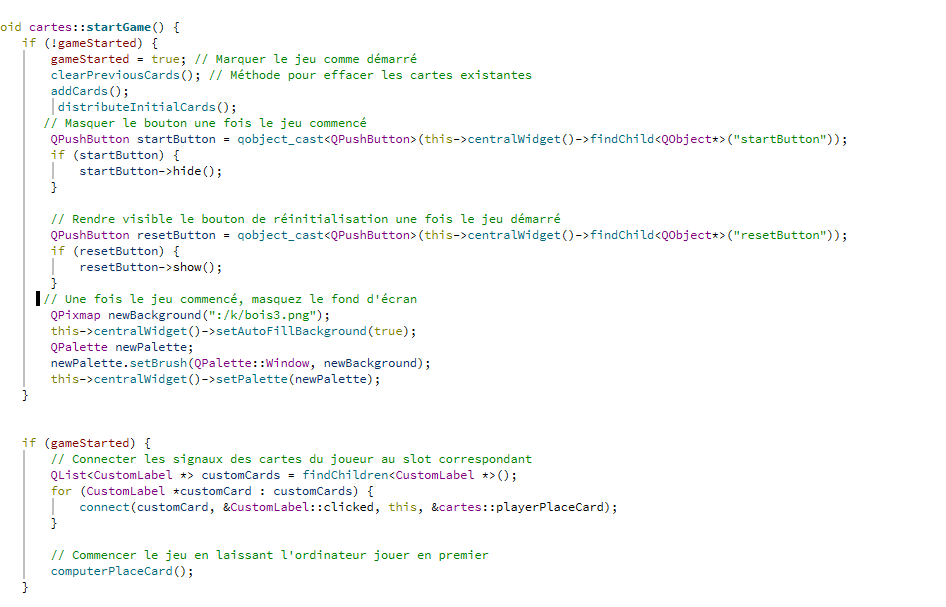 oid cartes::startGame() {
if (!gameStarted) {
gameStarted = true; // Marquer le jeu comme démarré
clearPreviousCards(); // Méthode pour effacer les cartes existantes
addCards();
distributeInitialCards();
// Masquer le bouton une fois le jeu commencé
QPushButton startButton = qobject_cast<QPushButton>(this->centralWidget()->findChild<QObject*>("startButton"));
if (startButton) {
startButton->hide();
}
// Rendre visible le bouton de réinitialisation une fois le jeu démarré
QPushButton resetButton = qobject_cast<QPushButton>(this->centralWidget()->findChild<QObject*>("resetButton"));
if (resetButton) {
resetButton->show();
}
// Une fois le jeu commencé, masquez le fond d'écran
QPixmap newBackground(":/k/bois3.png");
this->centralWidget()->setAutoFillBackground(true);
QPalette newPalette;
newPalette.setBrush(QPalette::Window, newBackground);
this->centralWidget()->setPalette(newPalette);
}
if (gameStarted) {
// Connecter les signaux des cartes du joueur au slot correspondant
QList<CustomLabel *> customCards = findChildren<CustomLabel *>();
for (CustomLabel *customCard : customCards) {
connect(customCard, &CustomLabel::clicked, this, &cartes::playerPlaceCard);
}
// Commencer le jeu en laissant l'ordinateur jouer en premier
computerPlaceCard();
}